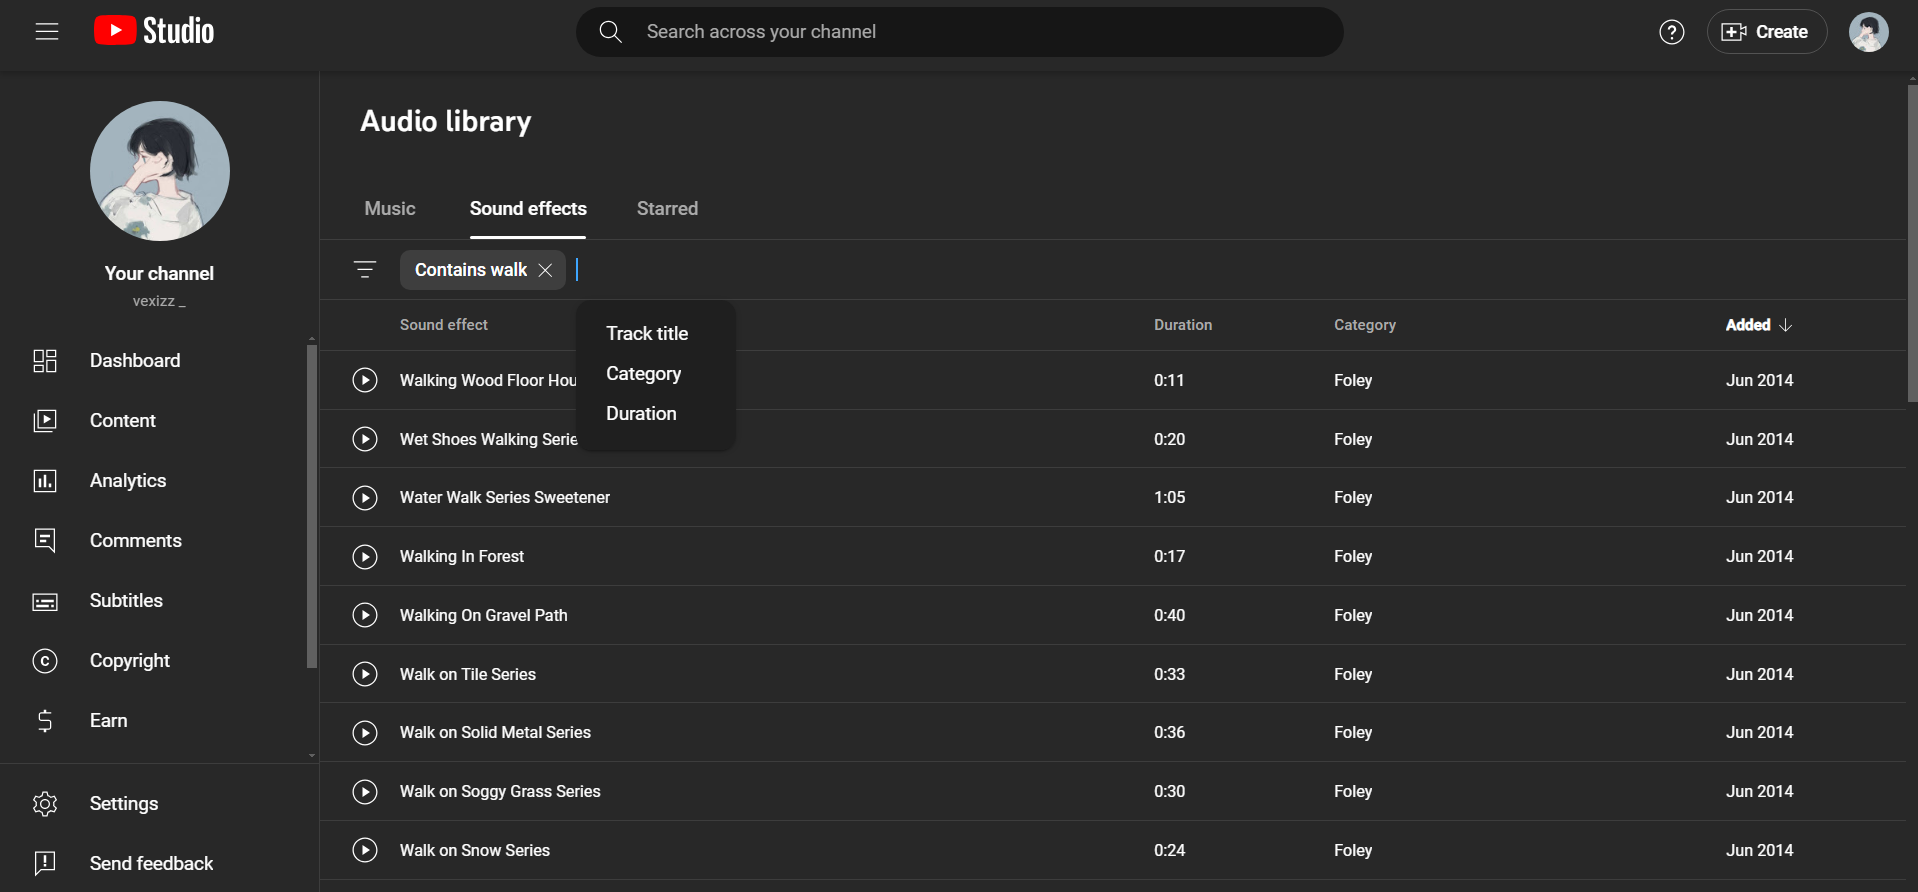 Studio
Search across your channel
Create
Your channel
vexizz _
Dashboard
Content
Analytics
Comments
Subtitles
Copyright
Earn
Settings
Send feedback
Audio library
Music Sound effects Starred
Contains walk
Track title
Category
Duration
Sound effect Duration Category Added
Walking Wood Floor 0:11 Foley Jun 2014
Wet Shoes Walking 0:20 Foley Jun 2014
Water Walk Series Sweetener 1:05 Foley Jun 2014
Walking In Forest 0:17 Foley Jun 2014
Walking On Gravel Path 0:40 Foley Jun 2014
Walk on Tile Series 0:33 Foley Jun 2014
Walk on Solid Metal Series 0:36 Foley Jun 2014
Walk on Soggy Grass Series 0:30 Foley Jun 2014
Walk on Snow Series 0:24 Foley Jun 2014